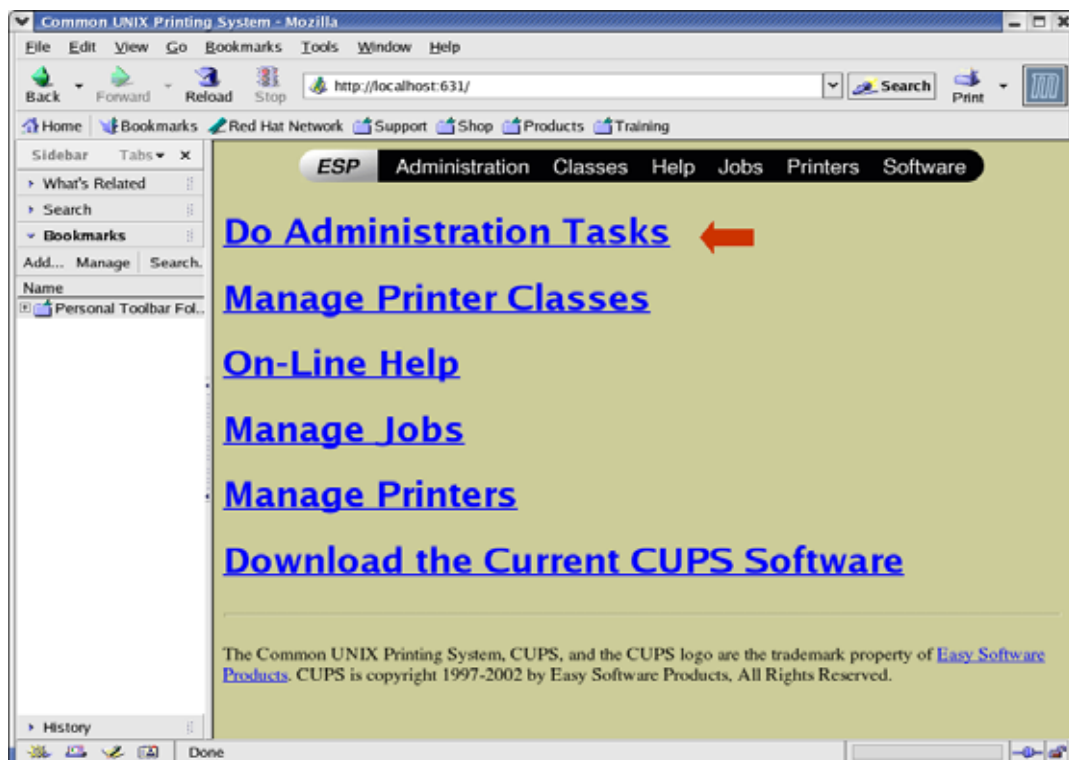 Common UNIX Printing System - Mozilla
File Edit View Go Bookmarks Tools Window Help
Back Forward Reload Stop http://localhost:631/ Search Print
Home Bookmarks Red Hat Network Support Shop Products Training
Sidebar Tabs
What's Related
Search
Bookmarks
Add... Manage Search.
Name
Personal Toolbar Fol..
History
ESP Administration Classes Help Jobs Printers Software
Do Administration Tasks
Manage Printer Classes
On-Line Help
Manage Jobs
Manage Printers
Download the Current CUPS Software
The Common UNIX Printing System, CUPS, and the CUPS logo are the trademark property of Easy Software
Products. CUPS is copyright 1997-2002 by Easy Software Products, All Rights Reserved.
Done